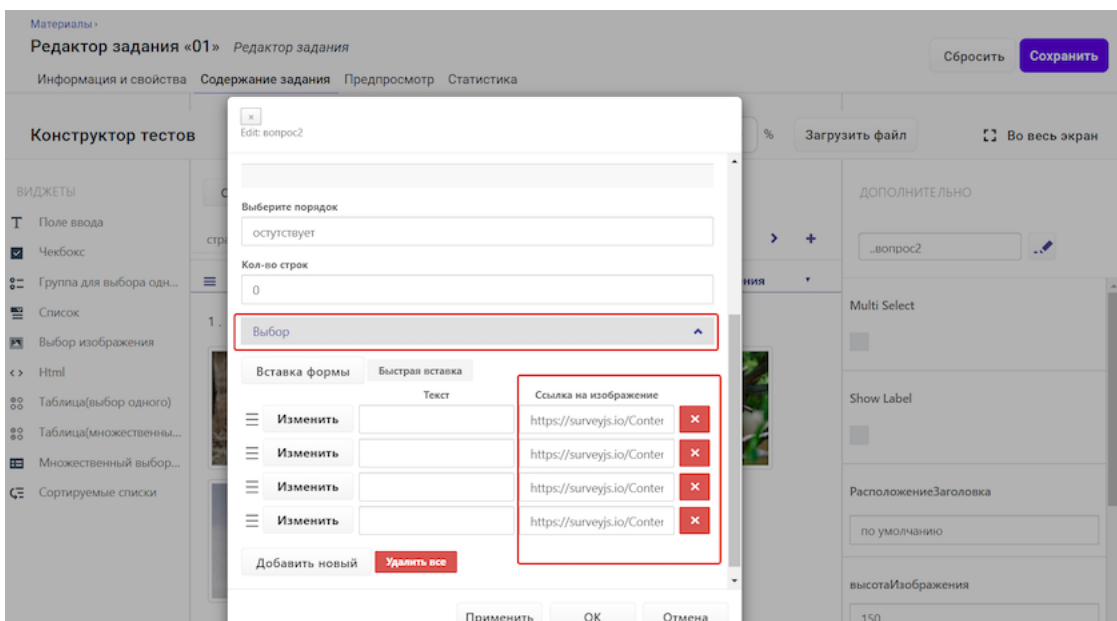 Материалы ›
Редактор задания «01» Редактор задания
Сбросить
Сохранить
Информация и свойства Содержание задания Предпросмотр Статистика
Конструктор тестов
%
Загрузить файл
Во весь экран
×
Edit: вопрос2
ВИДЖЕТЫ
Поле ввода
Чекбокс
Группа для выбора одн...
Список
Выбор изображения
Html
Таблица(выбор одного)
Таблица(множественны...
Множественный выбор...
Сортируемые списки
1.
Выберите порядок
остутствует
Кол-во строк
0
Выбор
Вставка формы Быстрая вставка
Текст Ссылка на изображение
Изменить https://surveyjs.io/Conter ×
Изменить https://surveyjs.io/Conter ×
Изменить https://surveyjs.io/Conter ×
Изменить https://surveyjs.io/Conter ×
Добавить новый Удалить все
Применить OK Отмена
ДОПОЛНИТЕЛЬНО
..вопрос2
Multi Select
Show Label
РасположениеЗаголовка
по умолчанию
высотаИзображения
150